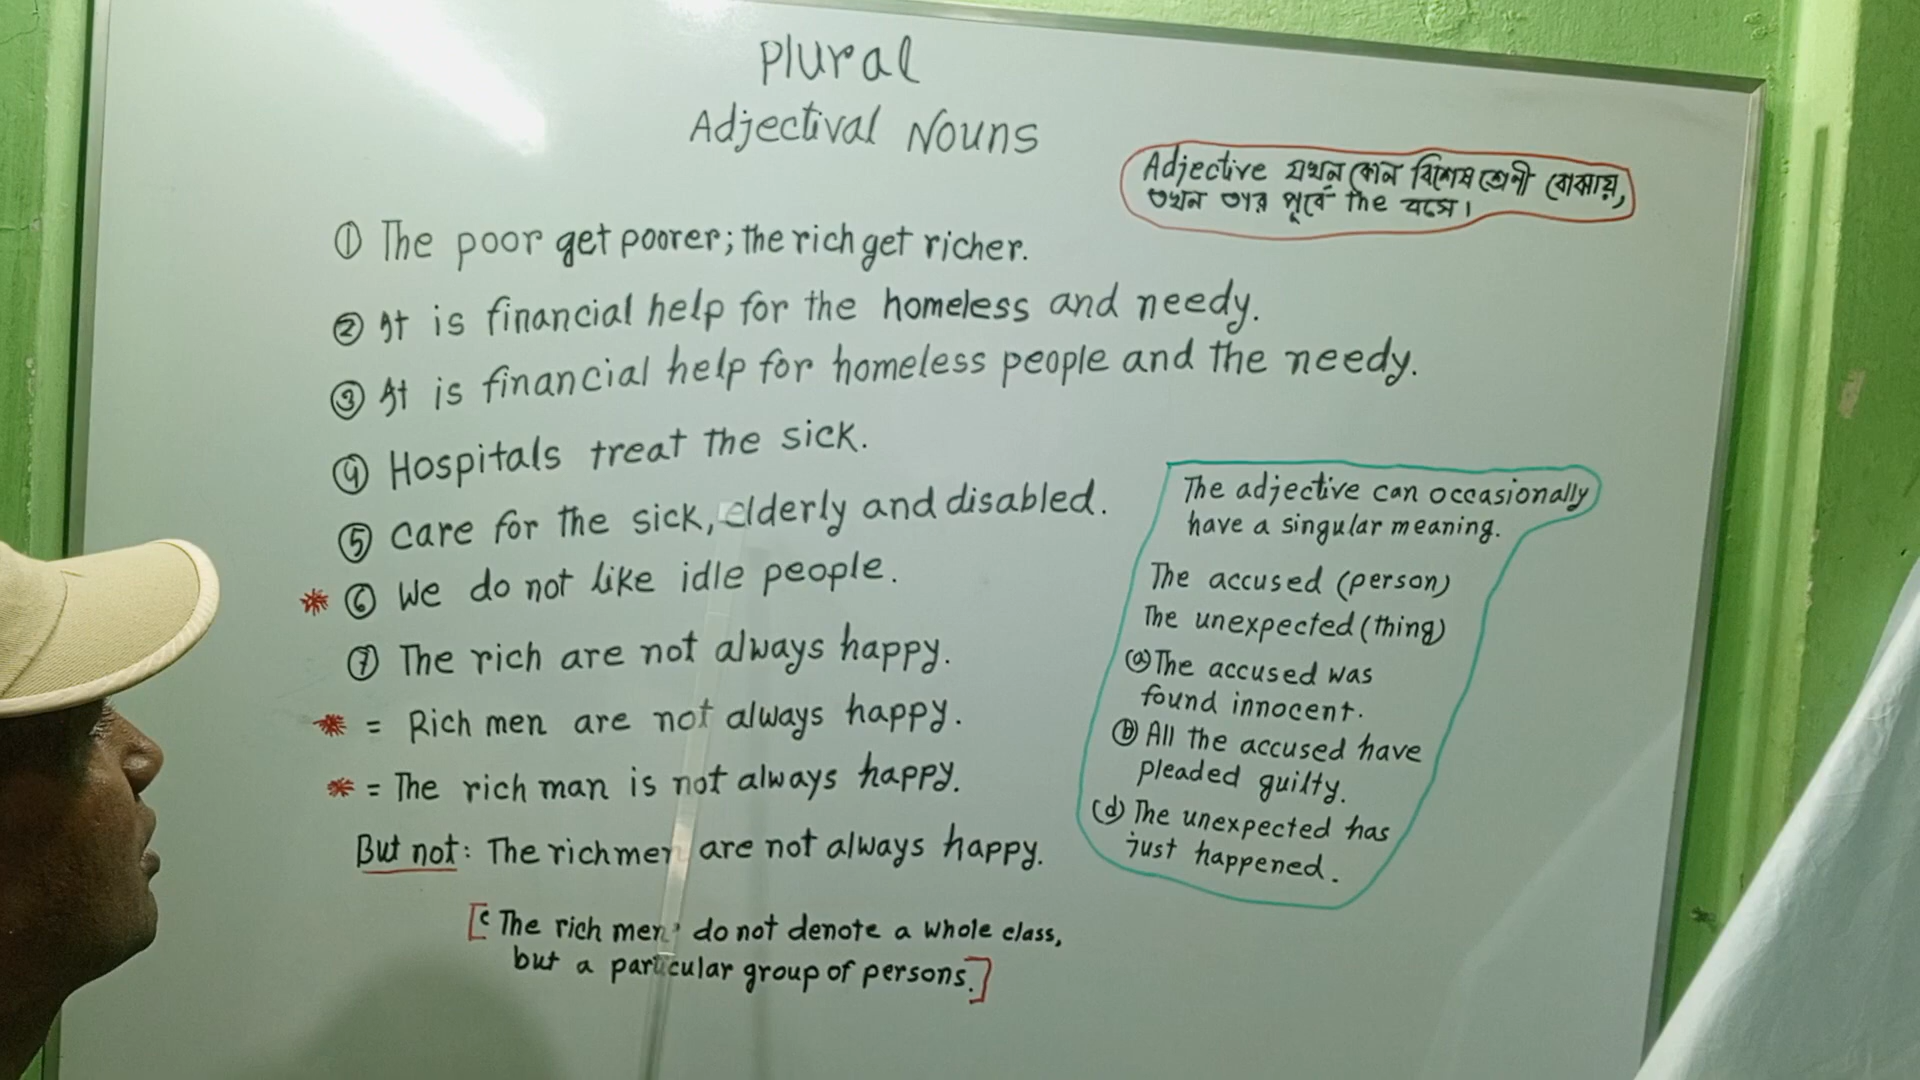 Plural
Adjectival Nouns
Adjective যখন কোন বিশেষ শ্রেণী বোঝায়,
তখন তার পূর্বে the বসে।
① The poor get poorer; the rich get richer.
② It is financial help for the homeless and needy.
③ It is financial help for homeless people and the needy.
④ Hospitals treat the sick.
⑤ Care for the sick, elderly and disabled.
* ⑥ We do not like idle people.
⑦ The rich are not always happy.
* = Rich men are not always happy.
* = The rich man is not always happy.
But not: The rich men are not always happy.
[‘The rich men’ do not denote a whole class,
but a particular group of persons.]
The adjective can occasionally
have a singular meaning.
The accused (person)
The unexpected (thing)
(a) The accused was
found innocent.
(b) All the accused have
pleaded guilty.
(d) The unexpected has
just happened.